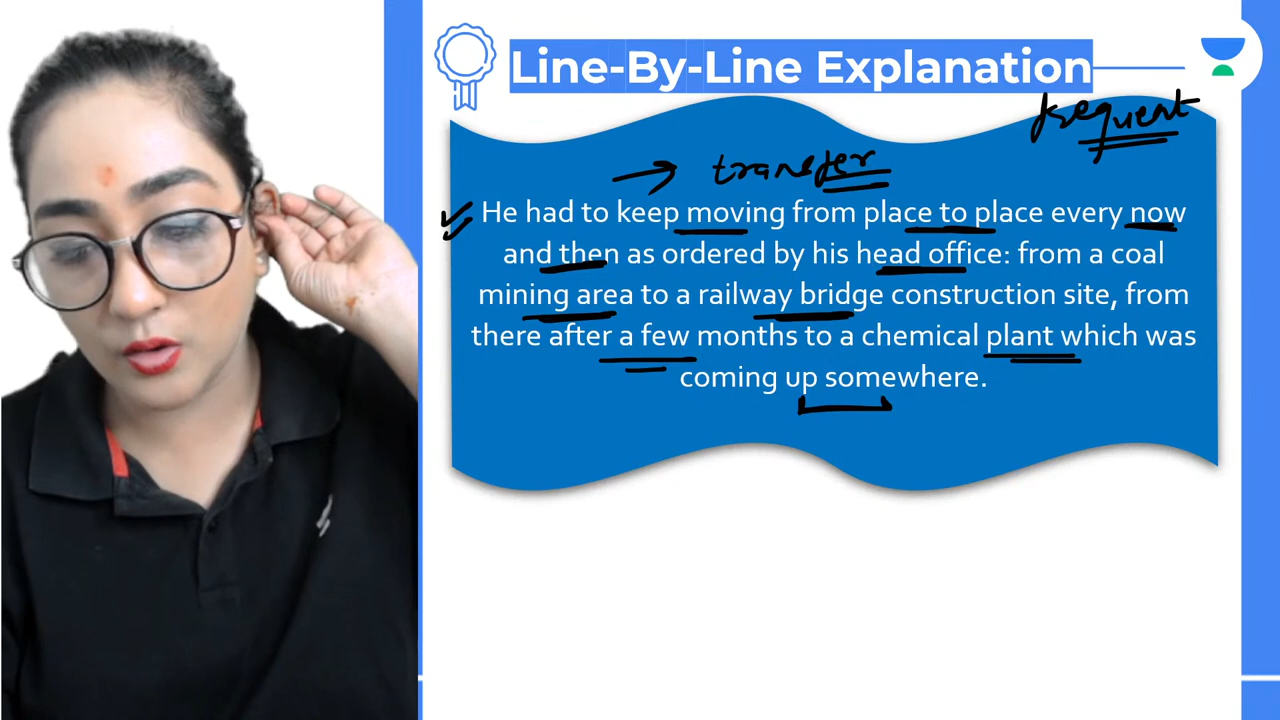 Line-By-Line Explanation
frequent
→ transfer
He had to keep moving from place to place every now
and then as ordered by his head office: from a coal
mining area to a railway bridge construction site, from
there after a few months to a chemical plant which was
coming up somewhere.